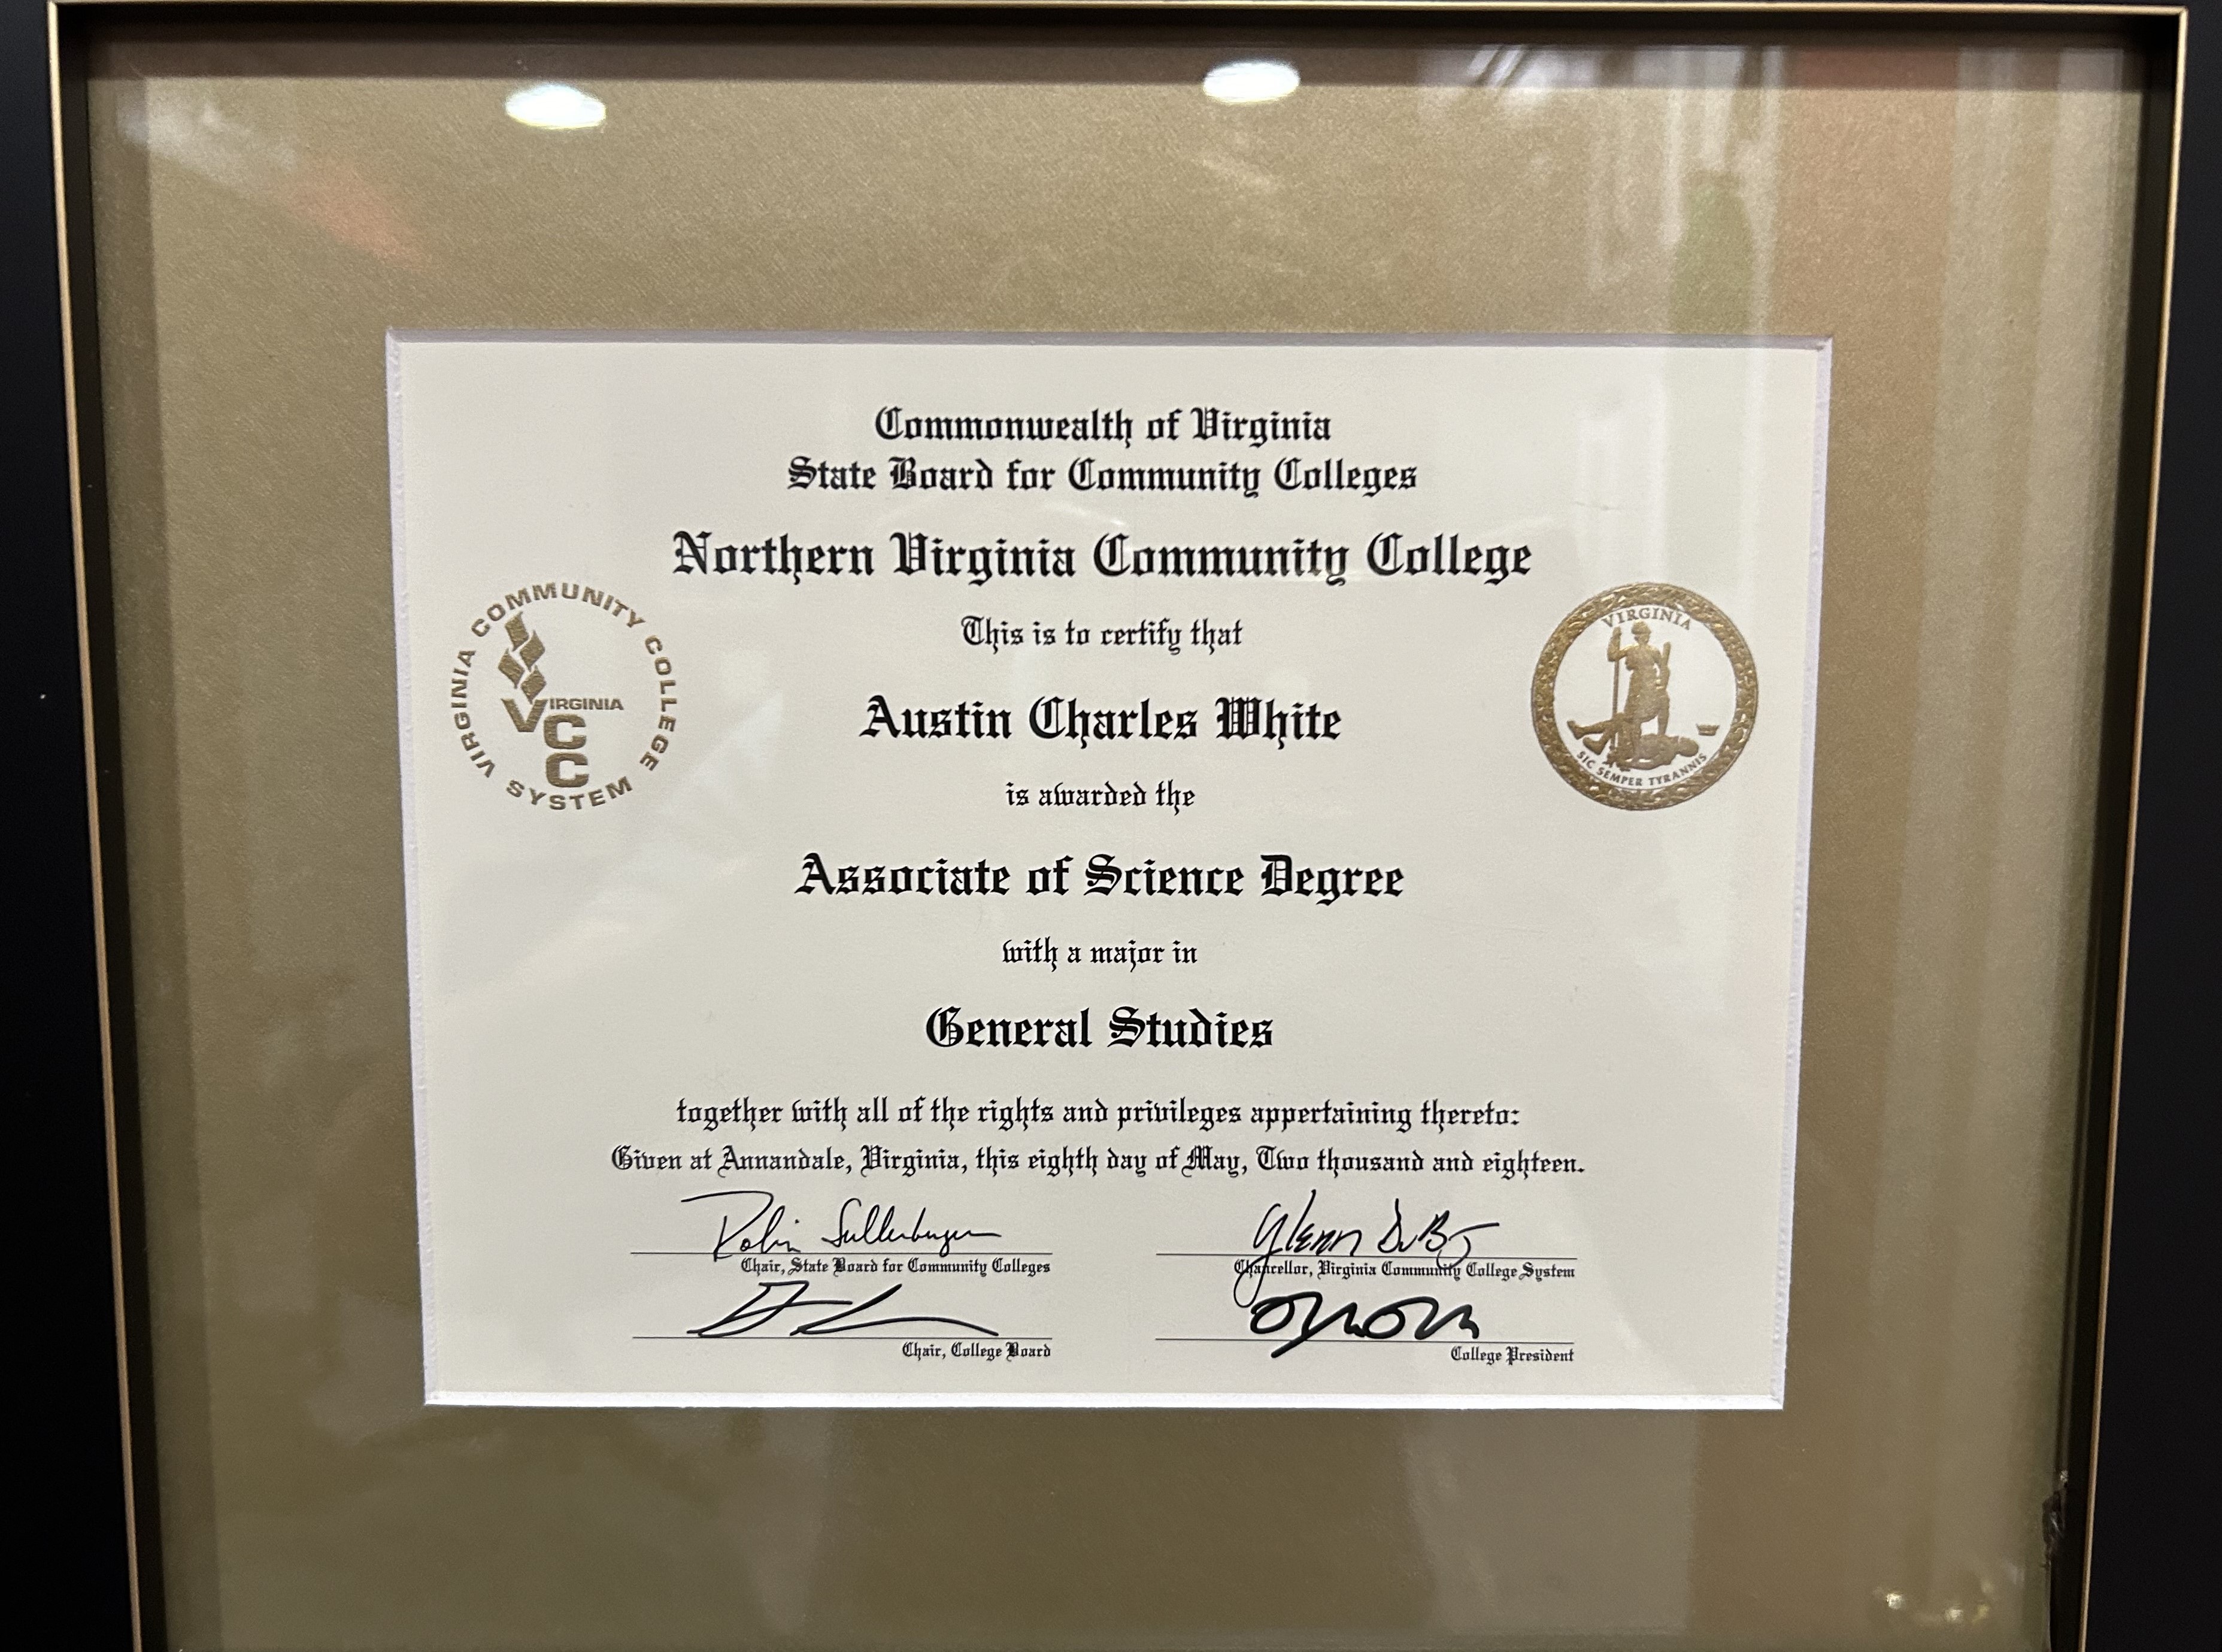 Commonwealth of Virginia
State Board for Community Colleges
Northern Virginia Community College
This is to certify that
VIRGINIA COMMUNITY COLLEGE SYSTEM
VIRGINIA
C
C
VIRGINIA
SIC SEMPER TYRANNIS
Austin Charles White
is awarded the
Associate of Science Degree
with a major in
General Studies
together with all of the rights and privileges appertaining thereto:
Given at Annandale, Virginia, this eighth day of May, Two thousand and eighteen.
Robin Sullenberger
Glenn DuBois
Chair, State Board for Community Colleges
Chancellor, Virginia Community College System
Chair, College Board
College President